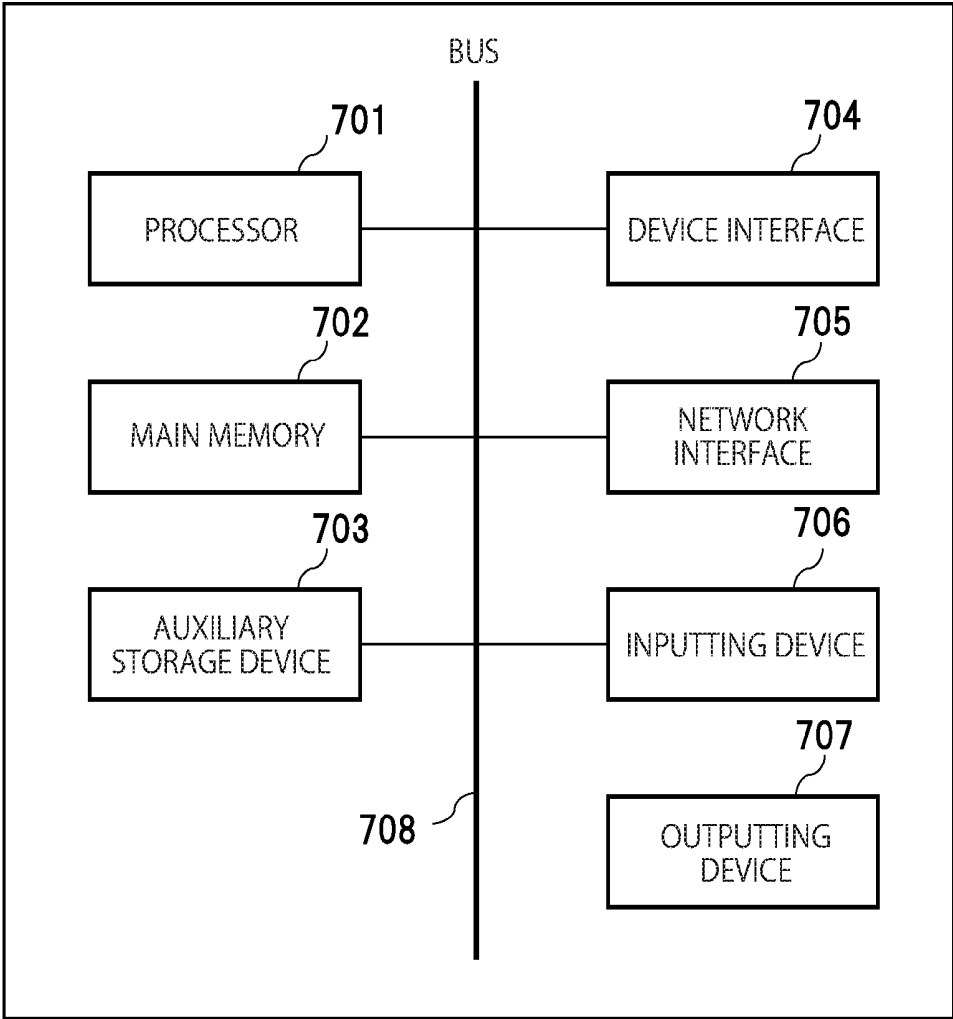 BUS
701
PROCESSOR
704
DEVICE INTERFACE
702
MAIN MEMORY
705
NETWORK
INTERFACE
703
AUXILIARY
STORAGE DEVICE
706
INPUTTING DEVICE
707
OUTPUTTING
DEVICE
708